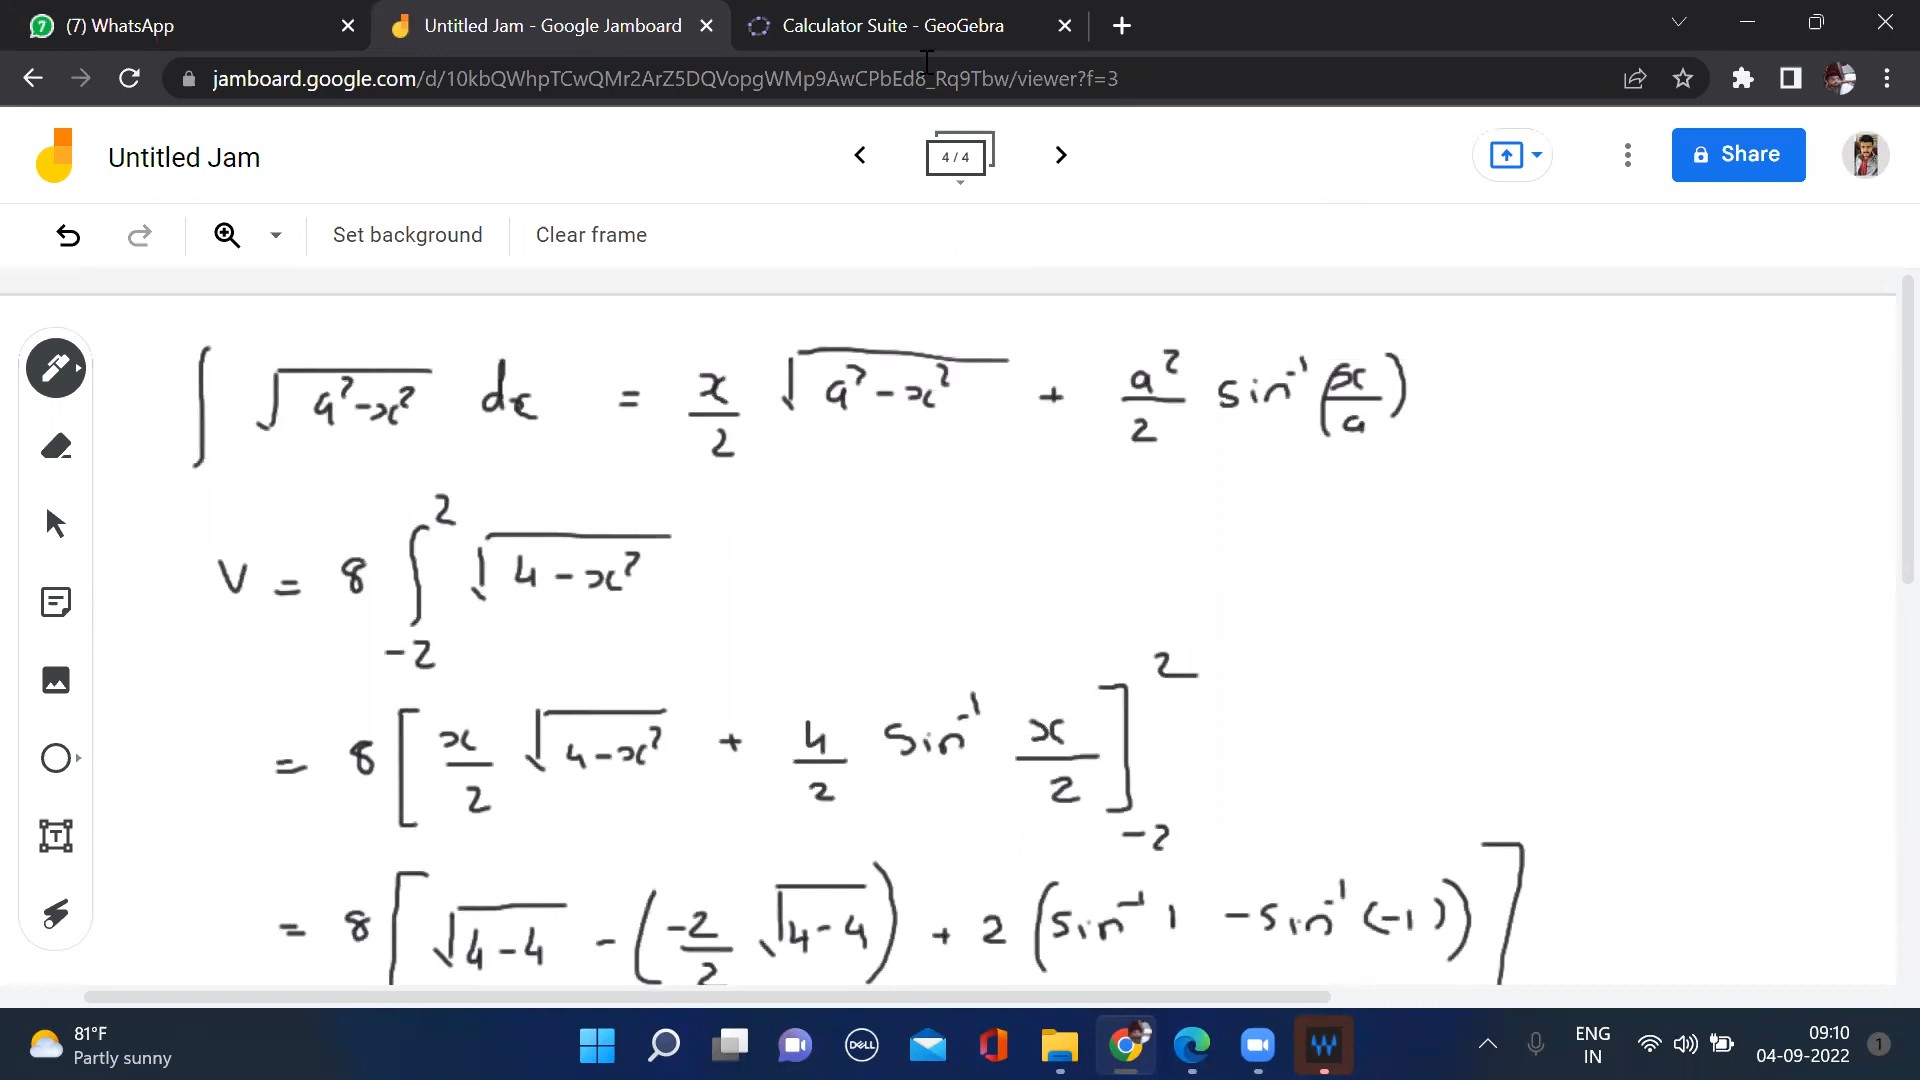 (7) WhatsApp
Untitled Jam - Google Jamboard
Calculator Suite - GeoGebra
jamboard.google.com/d/10kbQWhpTCwQMr2ArZ5DQVopgWMp9AwCPbEd8_Rq9Tbw/viewer?f=3
Untitled Jam
4 / 4
Share
Set background
Clear frame
∫ √(a²-x²) dx = x/2 √(a²-x²) + a²/2 sin⁻¹(x/a)
V = 8 ∫₋₂² √(4-x²)
= 8 [x/2 √(4-x²) + 4/2 sin⁻¹ x/2]₋₂²
= 8 [√(4-4) - (-2/2 √(4-4)) + 2 (sin⁻¹ 1 - sin⁻¹ (-1))]
81°F
Partly sunny
DELL
ENG
IN
09:10
04-09-2022
1